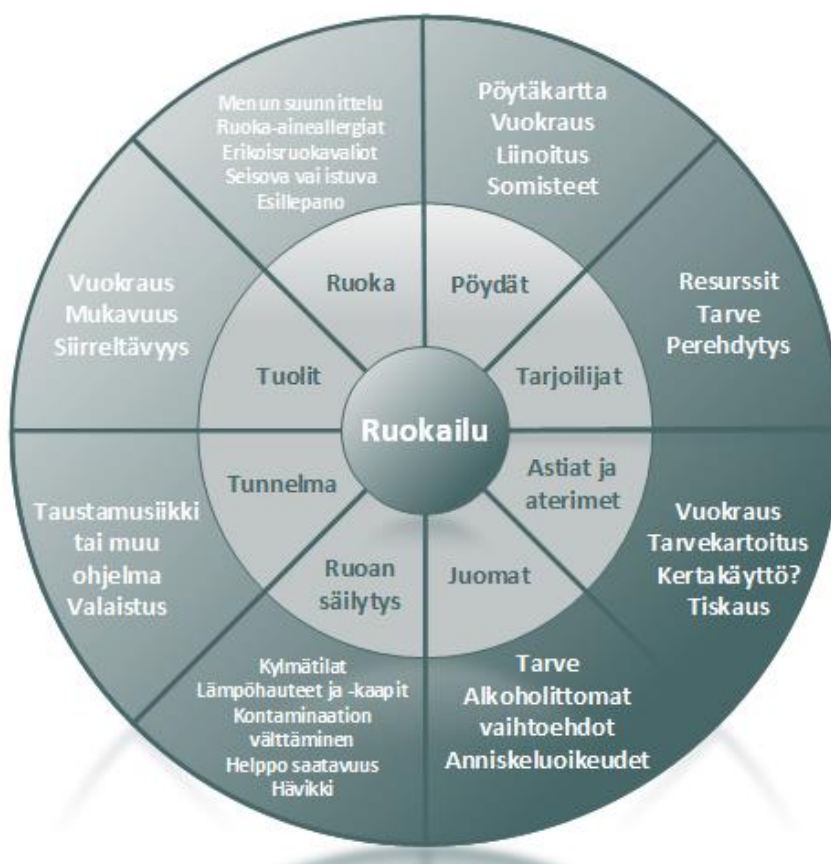 Ruokailu
Ruoka
Menun suunnittelu
Ruoka-aineallergiat
Erikoisruokavaliot
Seisova vai istuva
Esillepano
Pöydät
Pöytäkartta
Vuokraus
Liinoitus
Somisteet
Tarjoilijat
Resurssit
Tarve
Perehdytys
Astiat ja
aterimet
Vuokraus
Tarvekartoitus
Kertakäyttö?
Tiskaus
Juomat
Tarve
Alkoholittomat
vaihtoehdot
Anniskeluoikeudet
Ruoan
säilytys
Kylmätilat
Lämpöhauteet ja -kaapit
Kontaminaation
välttäminen
Helppo saatavuus
Hävikki
Tunnelma
Taustamusiikki
tai muu
ohjelma
Valaistus
Tuolit
Vuokraus
Mukavuus
Siirreltävyys